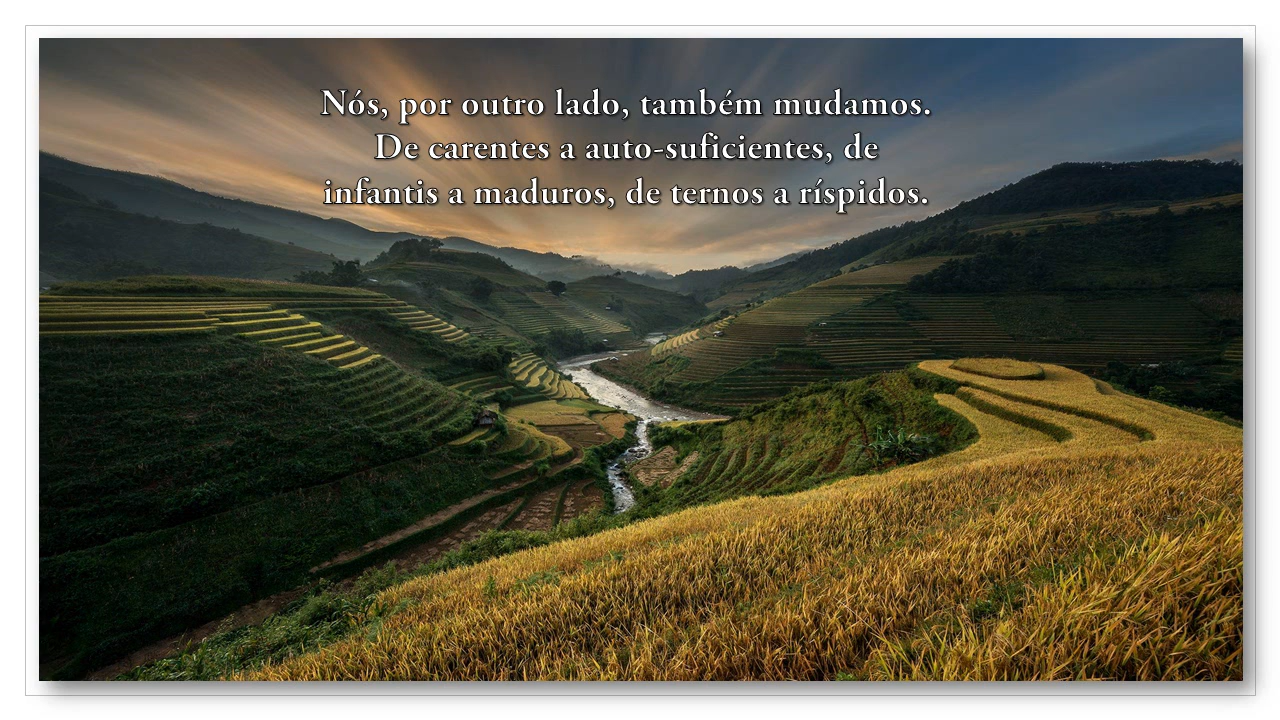 Nós, por outro lado, também mudamos.
De carentes a auto-suficientes, de
infantis a maduros, de ternos a ríspidos.